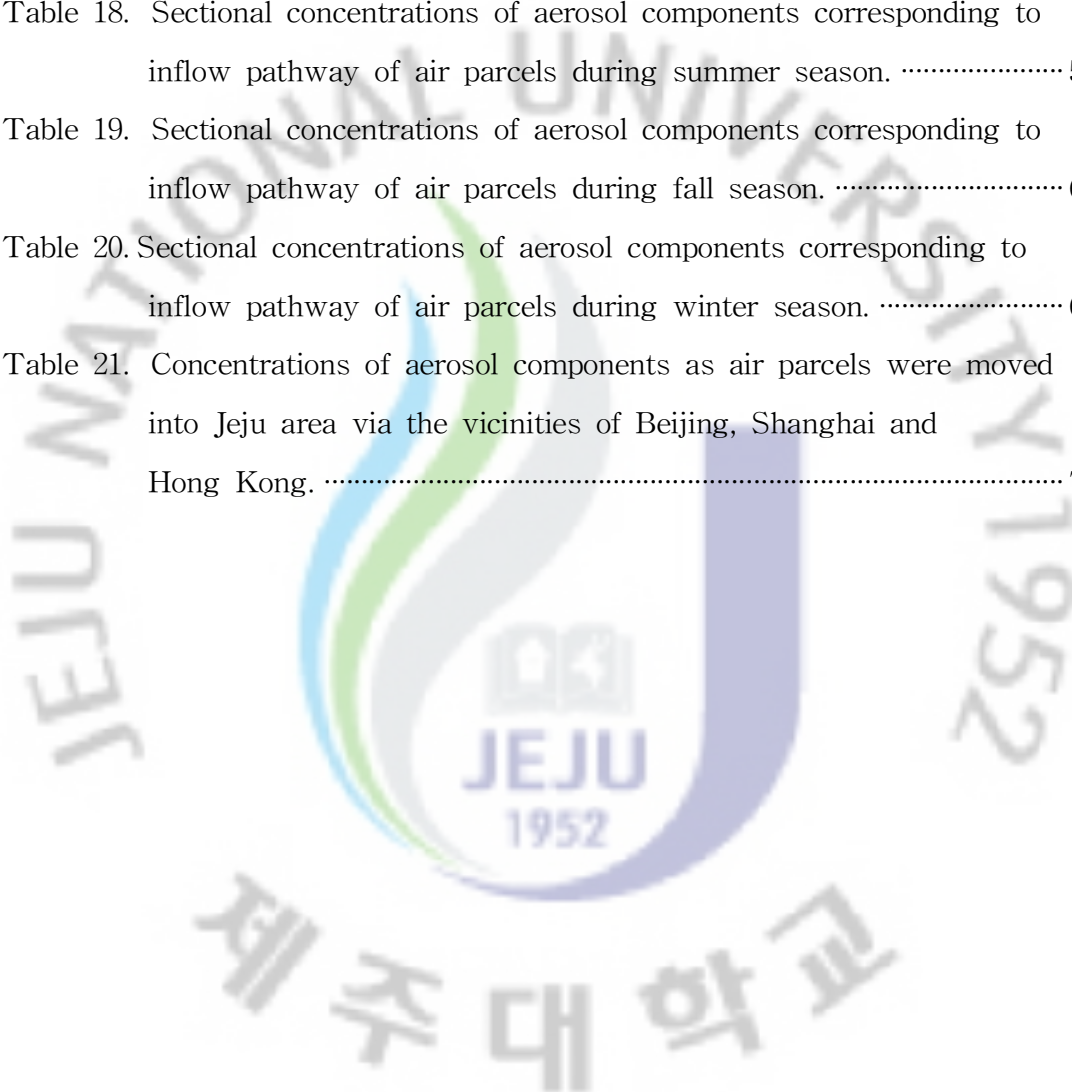 Table 18. Sectional concentrations of aerosol components corresponding to
inflow pathway of air parcels during summer season. ······················
Table 19. Sectional concentrations of aerosol components corresponding to
inflow pathway of air parcels during fall season. ······························
Table 20. Sectional concentrations of aerosol components corresponding to
inflow pathway of air parcels during winter season. ························
Table 21. Concentrations of aerosol components as air parcels were moved
into Jeju area via the vicinities of Beijing, Shanghai and
Hong Kong. ································································································
JEJU NATIONAL UNIVERSITY 1952
JEJU
1952
제주대학교